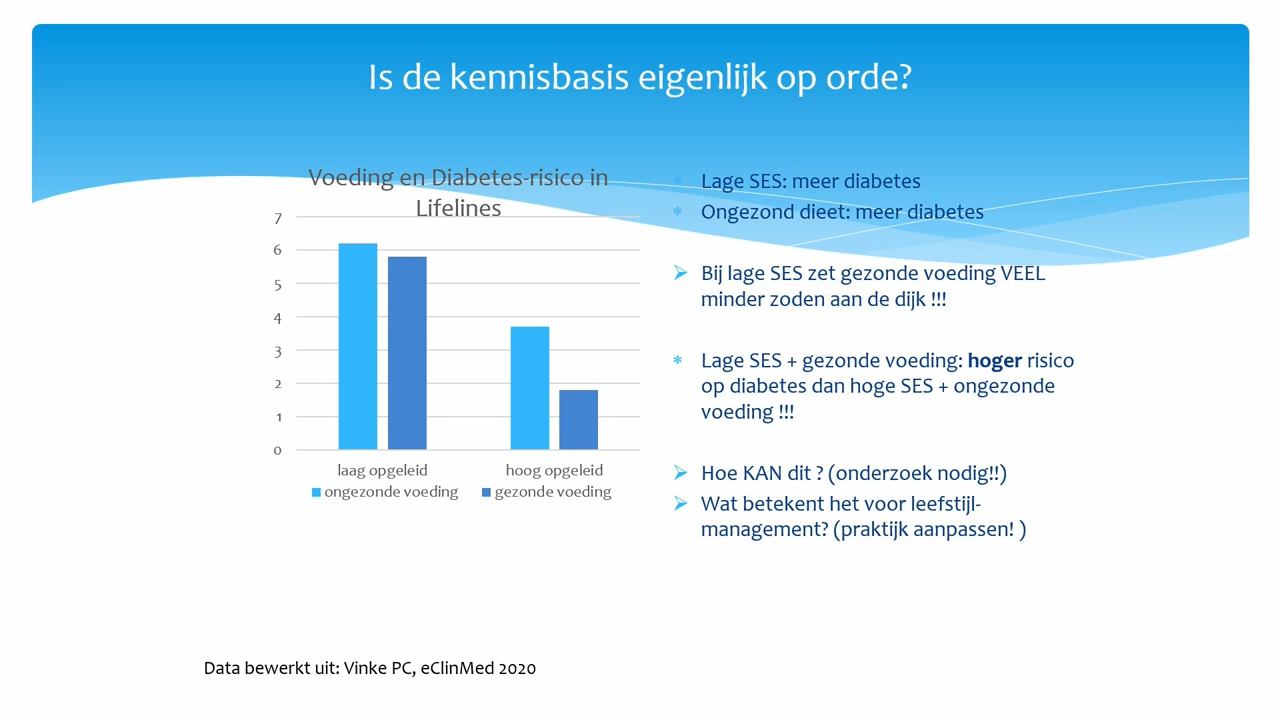 Is de kennisbasis eigenlijk op orde?
Voeding en Diabetes-risico in
Lifelines
7
6
5
4
3
2
1
0
laag opgeleid
hoog opgeleid
ongezonde voeding
gezonde voeding
Lage SES: meer diabetes
Ongezond dieet: meer diabetes
Bij lage SES zet gezonde voeding VEEL
minder zoden aan de dijk !!!
Lage SES + gezonde voeding: hoger risico
op diabetes dan hoge SES + ongezonde
voeding !!!
Hoe KAN dit ? (onderzoek nodig!!)
Wat betekent het voor leefstijl-
management? (praktijk aanpassen! )
Data bewerkt uit: Vinke PC, eClinMed 2020